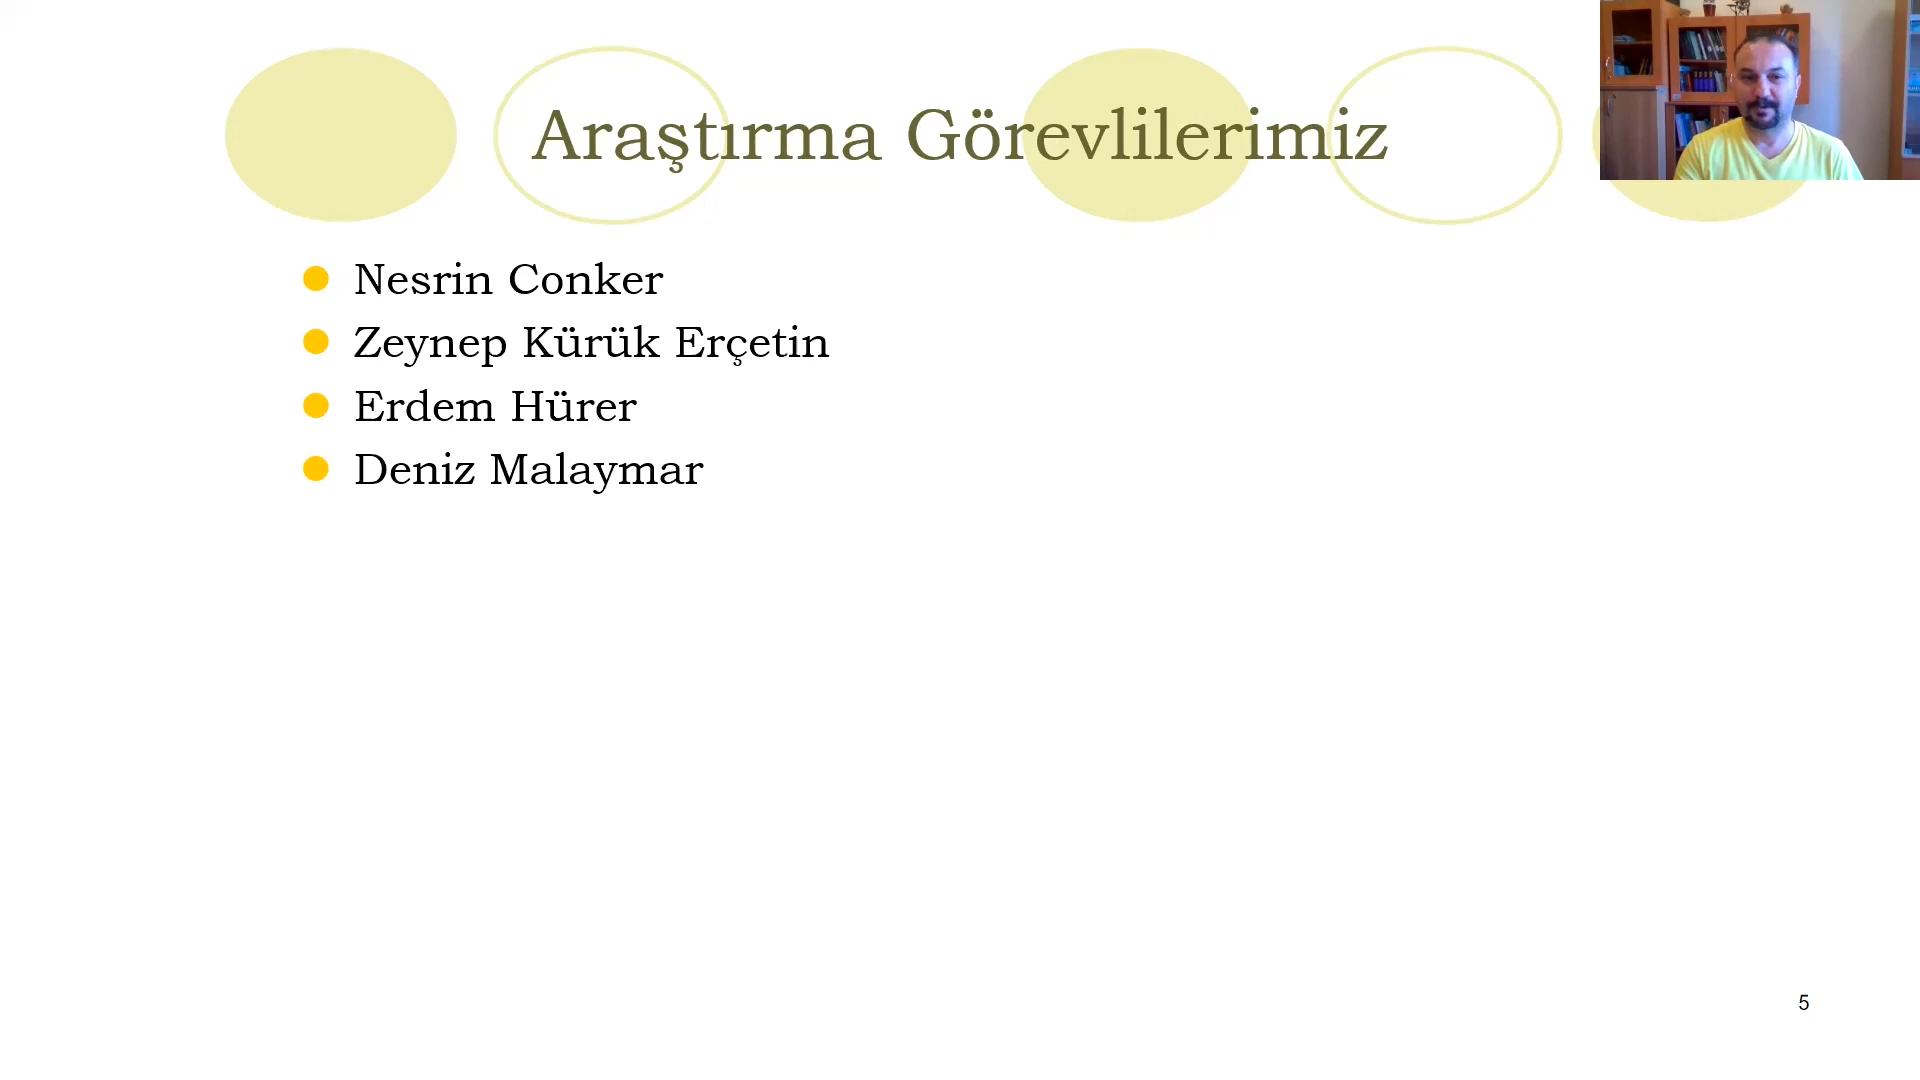 Araştırma Görevlilerimiz
Nesrin Conker
Zeynep Kürük Erçetin
Erdem Hürer
Deniz Malaymar
5